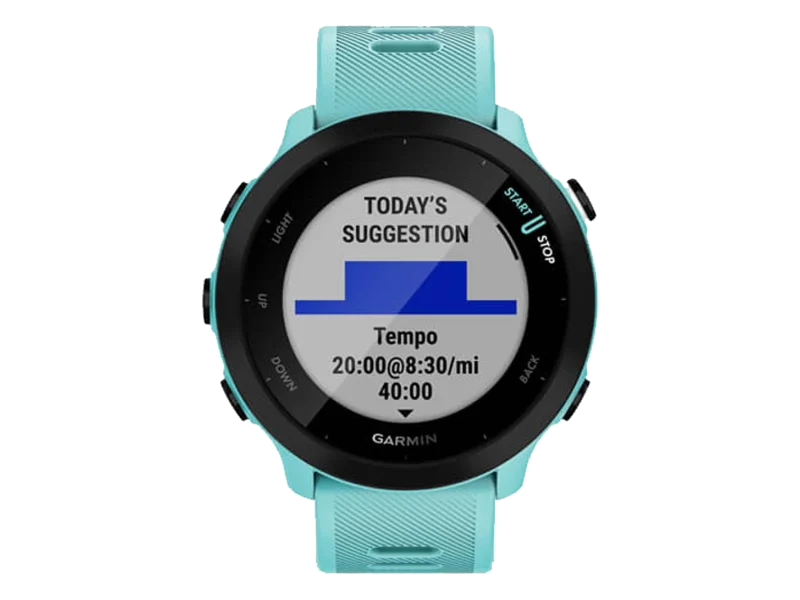 TODAY'S
SUGGESTION
Tempo
20:00@8:30/mi
40:00
START
STOP
LIGHT
UP
DOWN
BACK
GARMIN